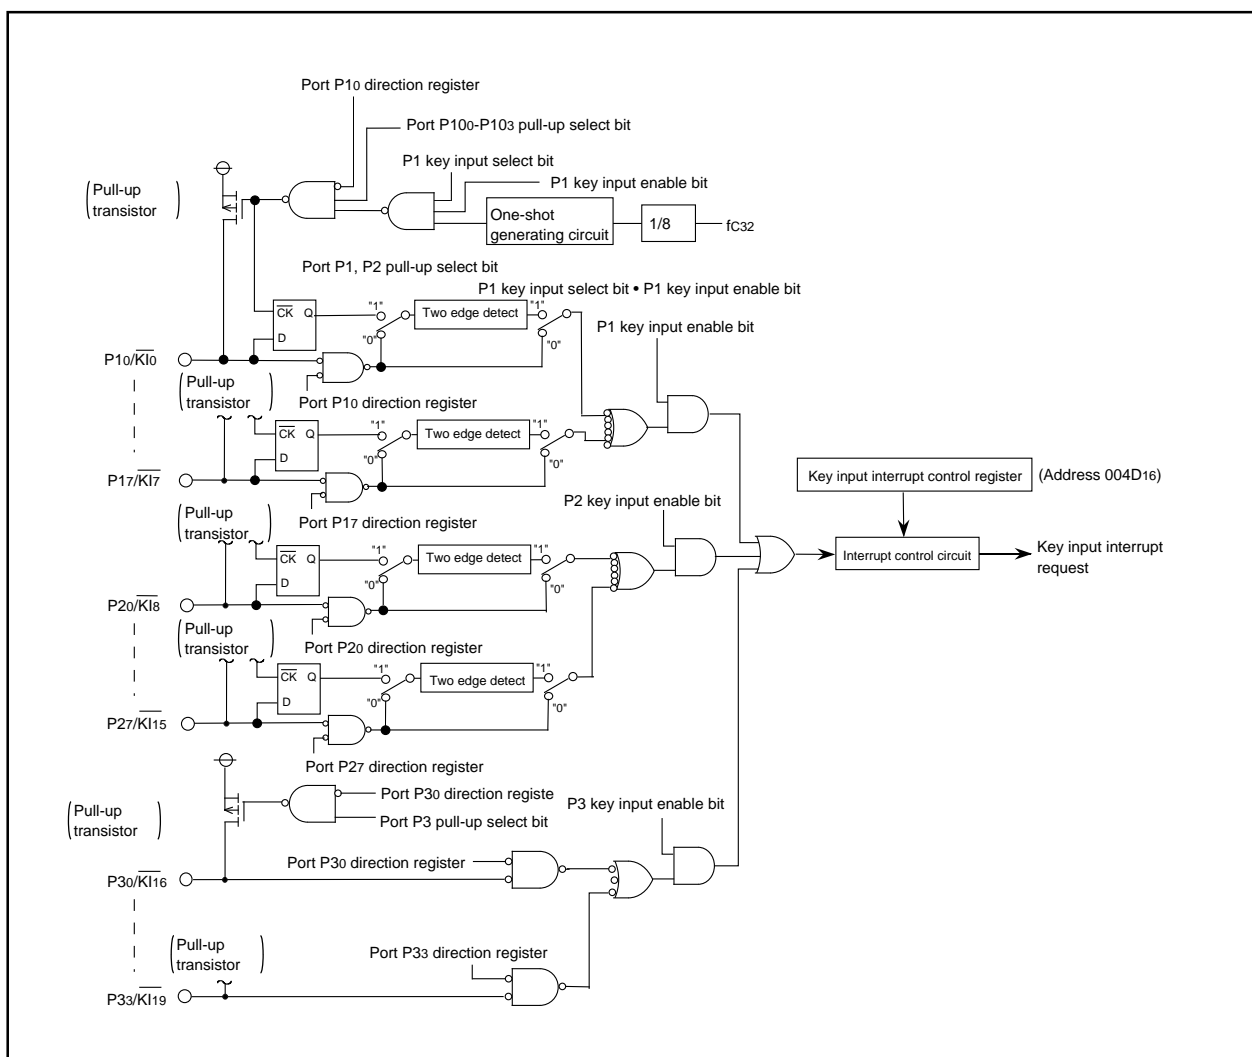 Port P10 direction register
Port P100-P103 pull-up select bit
P1 key input select bit
P1 key input enable bit
(Pull-up
transistor)
One-shot
generating circuit
1/8
fC32
Port P1, P2 pull-up select bit
P1 key input select bit • P1 key input enable bit
P1 key input enable bit
CK Q
D
"1"
"0"
Two edge detect
"1"
"0"
P10/KI0
(Pull-up
transistor)
Port P10 direction register
CK Q
D
"1"
"0"
Two edge detect
"1"
"0"
P17/KI7
Key input interrupt control register
(Address 004D16)
(Pull-up
transistor)
Port P17 direction register
P2 key input enable bit
CK Q
D
"1"
"0"
Two edge detect
"1"
"0"
Interrupt control circuit
Key input interrupt
request
P20/KI8
(Pull-up
transistor)
Port P20 direction register
CK Q
D
"1"
"0"
Two edge detect
"1"
"0"
P27/KI15
Port P27 direction register
Port P30 direction registe
(Pull-up
transistor)
Port P3 pull-up select bit
P3 key input enable bit
Port P30 direction register
P30/KI16
(Pull-up
transistor)
Port P33 direction register
P33/KI19